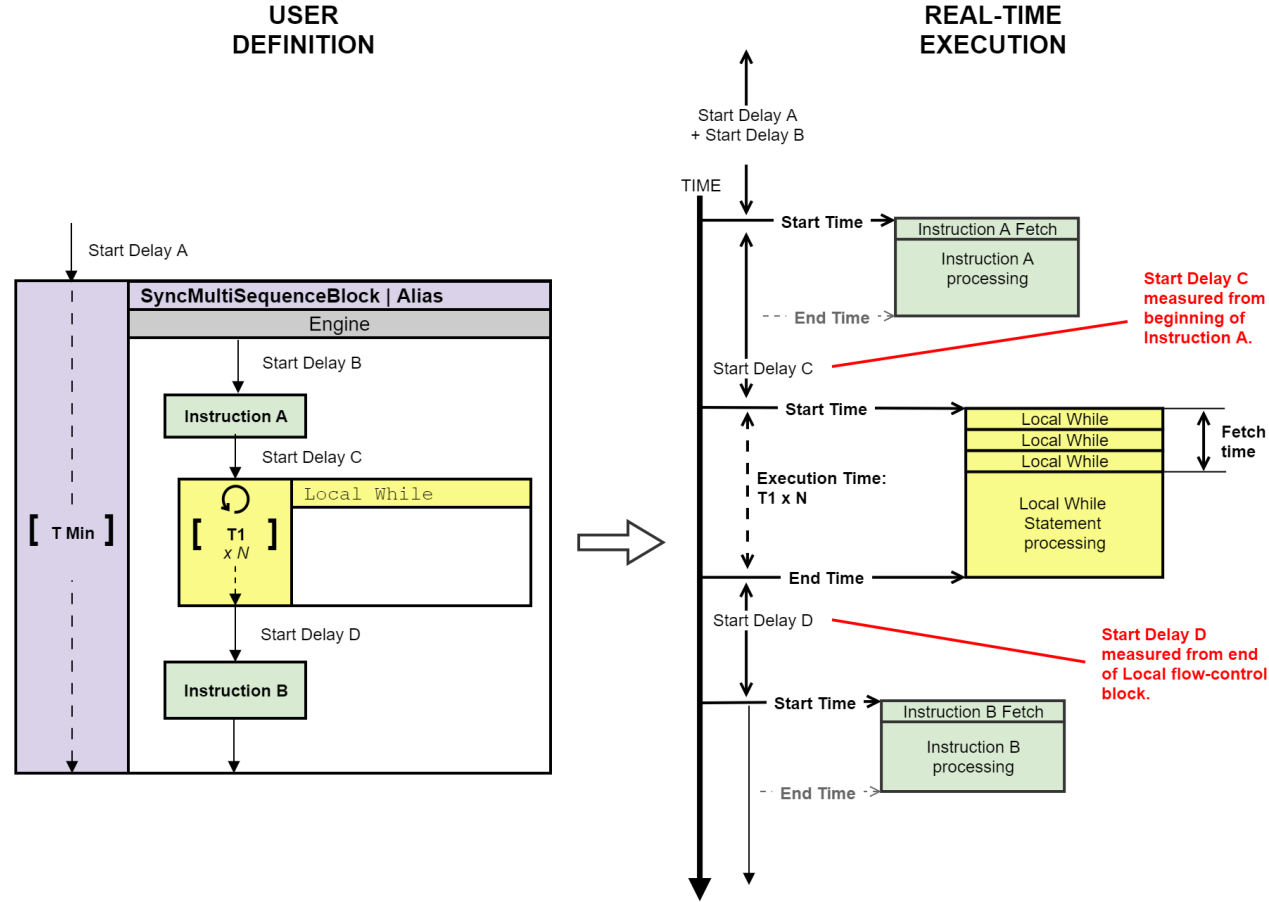 USER
DEFINITION
Start Delay A
SyncMultiSequenceBlock | Alias
Engine
Start Delay B
Instruction A
Start Delay C
Local While
[ T Min ]
[ T1 ]
x N
Start Delay D
Instruction B
REAL-TIME
EXECUTION
Start Delay A
+ Start Delay B
TIME
Start Time
Instruction A Fetch
Instruction A
processing
End Time
Start Delay C
measured from
beginning of
Instruction A.
Start Delay C
Start Time
Local While
Local While
Local While
Fetch
time
Execution Time:
T1 x N
Local While
Statement
processing
End Time
Start Delay D
Start Delay D
measured from end
of Local flow-control
block.
Start Time
Instruction B Fetch
Instruction B
processing
End Time